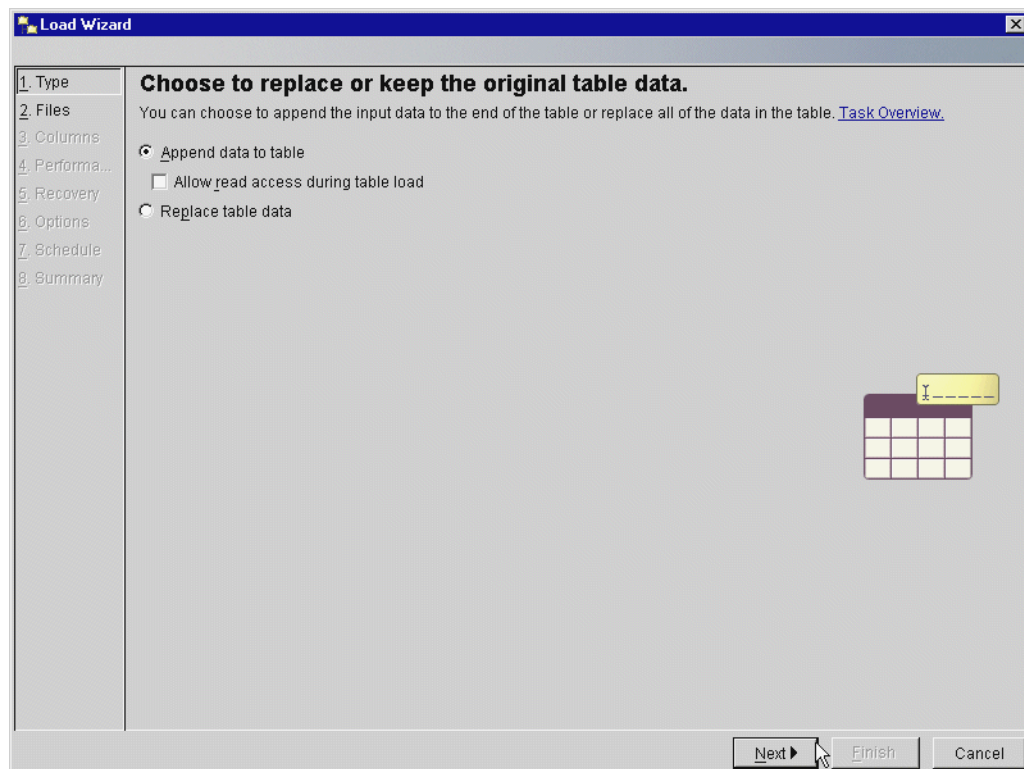 Load Wizard
1. Type
2. Files
3. Columns
4. Performa...
5. Recovery
6. Options
7. Schedule
8. Summary
Choose to replace or keep the original table data.
You can choose to append the input data to the end of the table or replace all of the data in the table. Task Overview.
Append data to table
Allow read access during table load
Replace table data
Next
Finish
Cancel